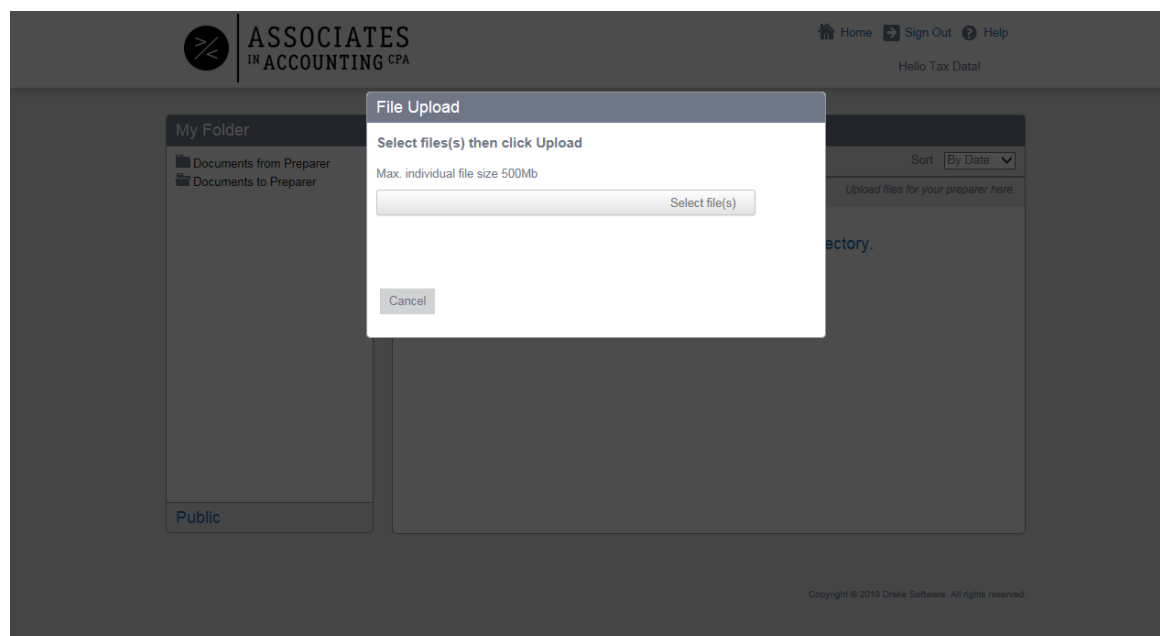 ASSOCIATES
IN ACCOUNTING CPA
Home Sign Out Help
Hello Tax Data!
File Upload
Select files(s) then click Upload
Max. individual file size 500Mb
Select file(s)
Cancel
My Folder
Documents from Preparer
Documents to Preparer
Public
Sort By Date
Upload files for your preparer here.
ectory.
Copyright © 2018 Drake Software, All rights reserved.